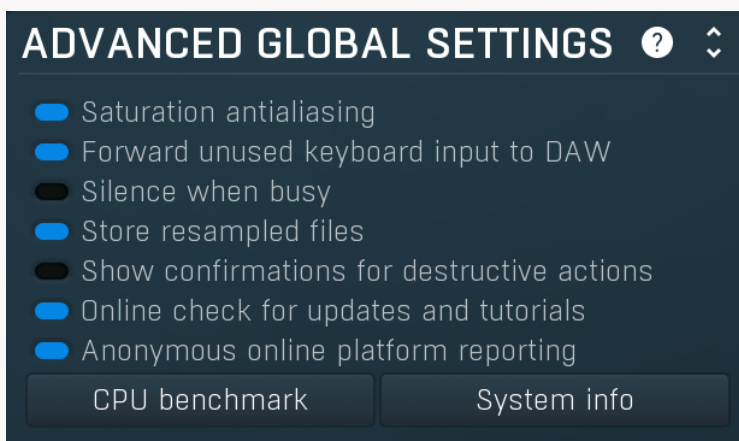 ADVANCED GLOBAL SETTINGS ?
Saturation antialiasing
Forward unused keyboard input to DAW
Silence when busy
Store resampled files
Show confirmations for destructive actions
Online check for updates and tutorials
Anonymous online platform reporting
CPU benchmark System info